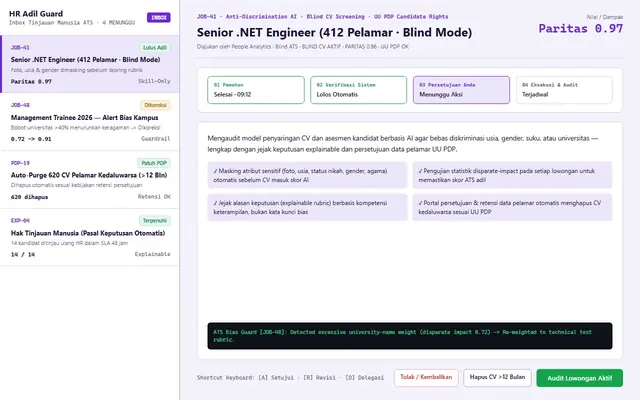 HR Adil Guard
Inbox Tinjauan Manusia ATS · 4 MENUNGGU
INBOX
JOB-41
Lulus Adil
Senior .NET Engineer (412 Pelamar · Blind Mode)
Foto, usia & gender dimasking sebelum skoring rubrik
Paritas 0.97
Skill-Only
JOB-48
Dikoreksi
Management Trainee 2026 — Alert Bias Kampus
Bobot universitas >40% menurunkan keragaman -> Dikoreksi
0.72 -> 0.91
Guardrail
PDP-19
Patuh PDP
Auto-Purge 620 CV Pelamar Kedaluwarsa (>12 Bln)
Dihapus otomatis sesuai kebijakan retensi persetujuan
620 dihapus
Retensi OK
EXP-04
Terpenuhi
Hak Tinjauan Manusia (Pasal Keputusan Otomatis)
14 kandidat ditinjau ulang HR dalam SLA 48 jam
14 / 14
Explainable
JOB-41 · Anti-Discrimination AI · Blind CV Screening · UU PDP Candidate Rights
Senior .NET Engineer (412 Pelamar · Blind Mode)
Diajukan oleh People Analytics · Blind ATS · BLIND CV AKTIF · PARITAS 0.96 · UU PDP OK
Nilai / Dampak
Paritas 0.97
01 Pemohon
Selesai · 09:12
02 Verifikasi Sistem
Lolos Otomatis
03 Persetujuan Anda
Menunggu Aksi
04 Eksekusi & Audit
Terjadwal
Mengaudit model penyaringan CV dan asesmen kandidat berbasis AI agar bebas diskriminasi usia, gender, suku, atau universitas —
lengkap dengan jejak keputusan explainable dan persetujuan data pelamar UU PDP.
✓ Masking atribut sensitif (foto, usia, status nikah, gender, agama)
otomatis sebelum CV masuk skor AI
✓ Pengujian statistik disparate-impact pada setiap lowongan untuk
memastikan skor ATS adil
✓ Jejak alasan keputusan (explainable rubric) berbasis kompetensi
keterampilan, bukan kata kunci bias
✓ Portal persetujuan & retensi data pelamar otomatis menghapus CV
kedaluwarsa sesuai UU PDP
ATS Bias Guard [JOB-48]: Detected excessive university-name weight (disparate impact 0.72) -> Re-weighted to technical test
rubric.
Shortcut Keyboard: [A] Setujui · [R] Revisi · [D] Delegasi
Tolak / Kembalikan
Hapus CV >12 Bulan
Audit Lowongan Aktif